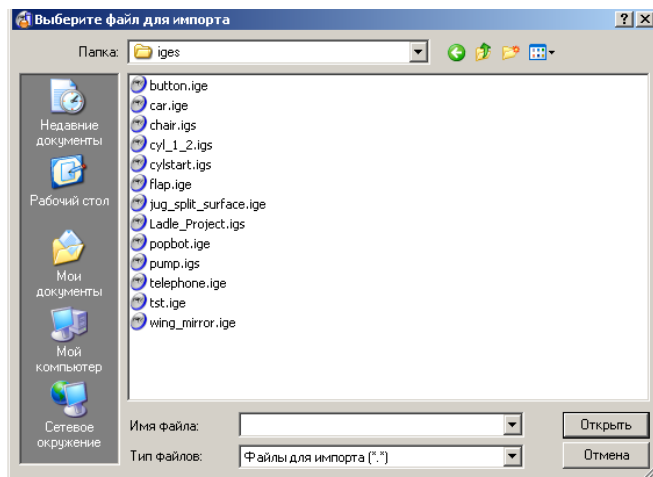 Выберите файл для импорта
Папка:
iges
Недавние
документы
Рабочий стол
Мои
документы
Мой
компьютер
Сетевое
окружение
button.ige
car.ige
chair.igs
cyl_1_2.igs
cylstart.igs
flap.ige
jug_split_surface.ige
Ladle_Project.igs
popbot.ige
pump.igs
telephone.ige
tst.ige
wing_mirror.ige
Имя файла:
Открыть
Тип файлов:
Файлы для импорта (*.*)
Отмена